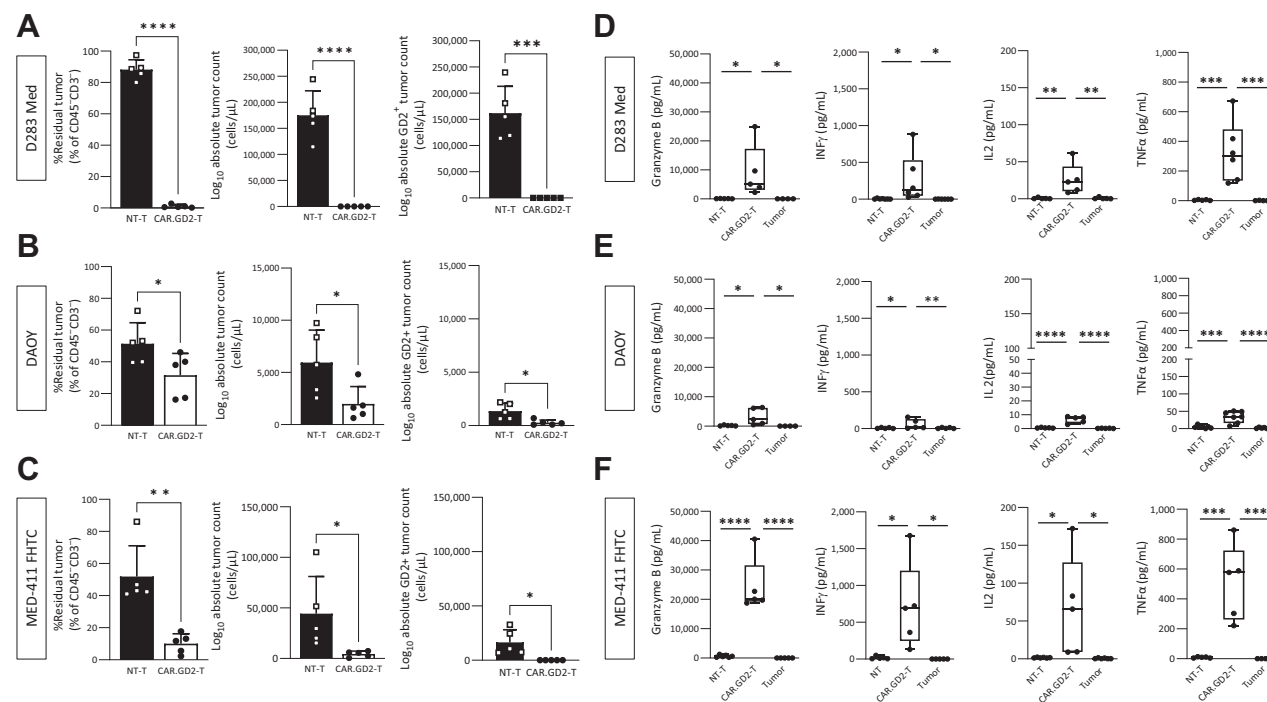 A
D283 Med
%Residual tumor
(% of CD45⁻CD3⁻)
100
80
60
40
20
0
****
NT-T CAR.GD2-T
Log₁₀ absolute tumor count
(cells/μL)
300,000
250,000
200,000
150,000
100,000
50,000
0
****
NT-T CAR.GD2-T
Log₁₀ absolute GD2⁺ tumor count
(cells/μL)
300,000
250,000
200,000
150,000
100,000
50,000
0
***
NT-T CAR.GD2-T
B
DAOY
%Residual tumor
(% of CD45⁻CD3⁻)
100
80
60
40
20
0
*
NT-T CAR.GD2-T
Log₁₀ absolute tumor count
(cells/μL)
15,000
10,000
5,000
0
*
NT-T CAR.GD2-T
Log₁₀ absolute GD2+ tumor count
(cells/μL)
15,000
10,000
5,000
0
*
NT-T CAR.GD2-T
C
MED-411 FHTC
%Residual tumor
(% of CD45⁻CD3⁻)
100
80
60
40
20
0
**
NT-T CAR.GD2-T
Log₁₀ absolute tumor count
(cells/μL)
150,000
100,000
50,000
0
*
NT-T CAR.GD2-T
Log₁₀ absolute GD2+ tumor count
(cells/μL)
150,000
100,000
50,000
0
*
NT-T CAR.GD2-T
D
D283 Med
Granzyme B (pg/mL)
50,000
40,000
30,000
20,000
10,000
0
* *
NT-T CAR.GD2-T Tumor
INFγ (pg/mL)
2,000
1,500
1,000
500
0
* *
NT-T CAR.GD2-T Tumor
IL2 (pg/mL)
200
150
100
50
0
** **
NT-T CAR.GD2-T Tumor
TNFα (pg/mL)
1,000
800
600
400
200
0
*** ***
NT-T CAR.GD2-T Tumor
E
DAOY
Granzyme B (pg/mL)
50,000
40,000
30,000
20,000
10,000
0
* *
NT-T CAR.GD2-T Tumor
INFγ (pg/mL)
2,000
1,500
1,000
500
0
* **
NT-T CAR.GD2-T Tumor
IL 2(pg/mL)
200
150
100
50
40
30
20
10
0
**** ****
NT-T CAR.GD2-T Tumor
TNFα (pg/mL)
1,000
800
600
400
200
200
150
100
50
0
*** ****
NT-T CAR.GD2-T Tumor
F
MED-411 FHTC
Granzyme B (pg/mL)
50,000
40,000
30,000
20,000
10,000
0
**** ****
NT-T CAR.GD2-T Tumor
INFγ (pg/mL)
2,000
1,500
1,000
500
0
* *
NT-T CAR.GD2-T Tumor
IL2 (pg/mL)
200
150
100
50
0
* *
NT-T CAR.GD2-T Tumor
TNFα (pg/mL)
1,000
800
600
400
200
0
*** ***
NT-T CAR.GD2-T Tumor